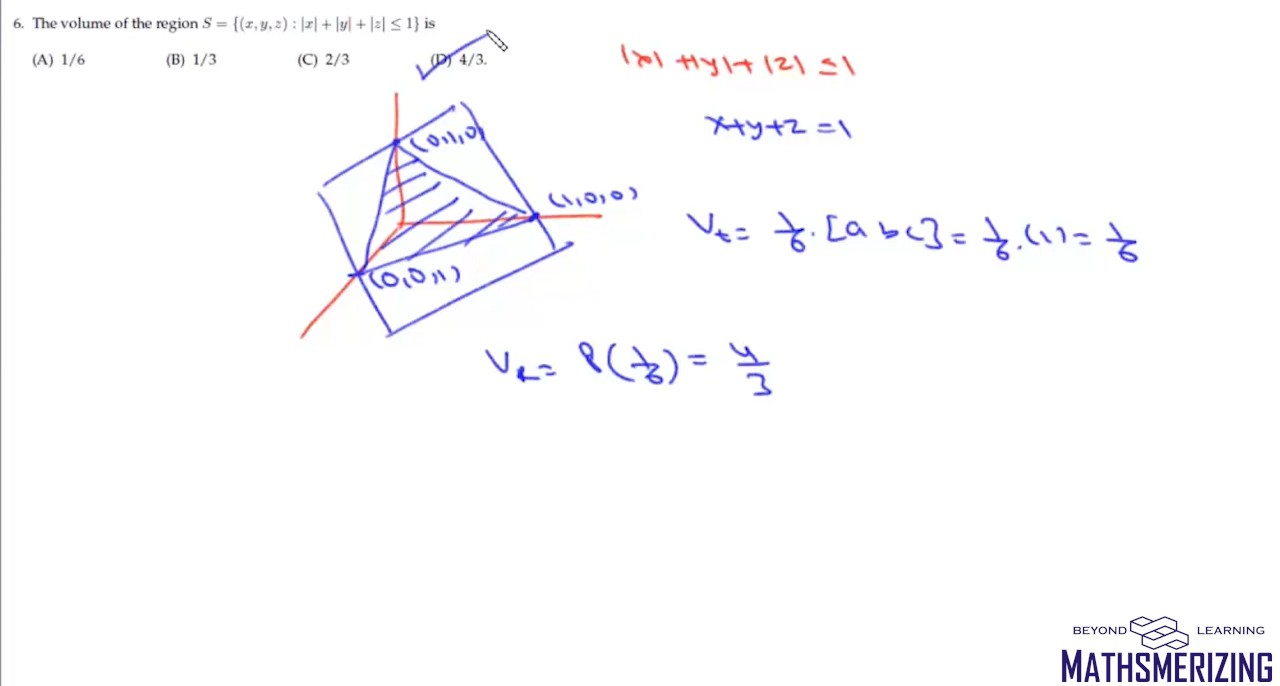 6. The volume of the region S = {(x, y, z) : |x| + |y| + |z| ≤ 1} is
(A) 1/6 (B) 1/3 (C) 2/3 (D) 4/3.
|x| + |y| + |z| ≤ 1
x+y+z = 1
(0,1,0)
(1,0,0)
(0,0,1)
V_t = 1/6 · [a b c] = 1/6 · (1) = 1/6
V_R = 8(1/6) = 4/3
BEYOND LEARNING
MATHSMERIZING